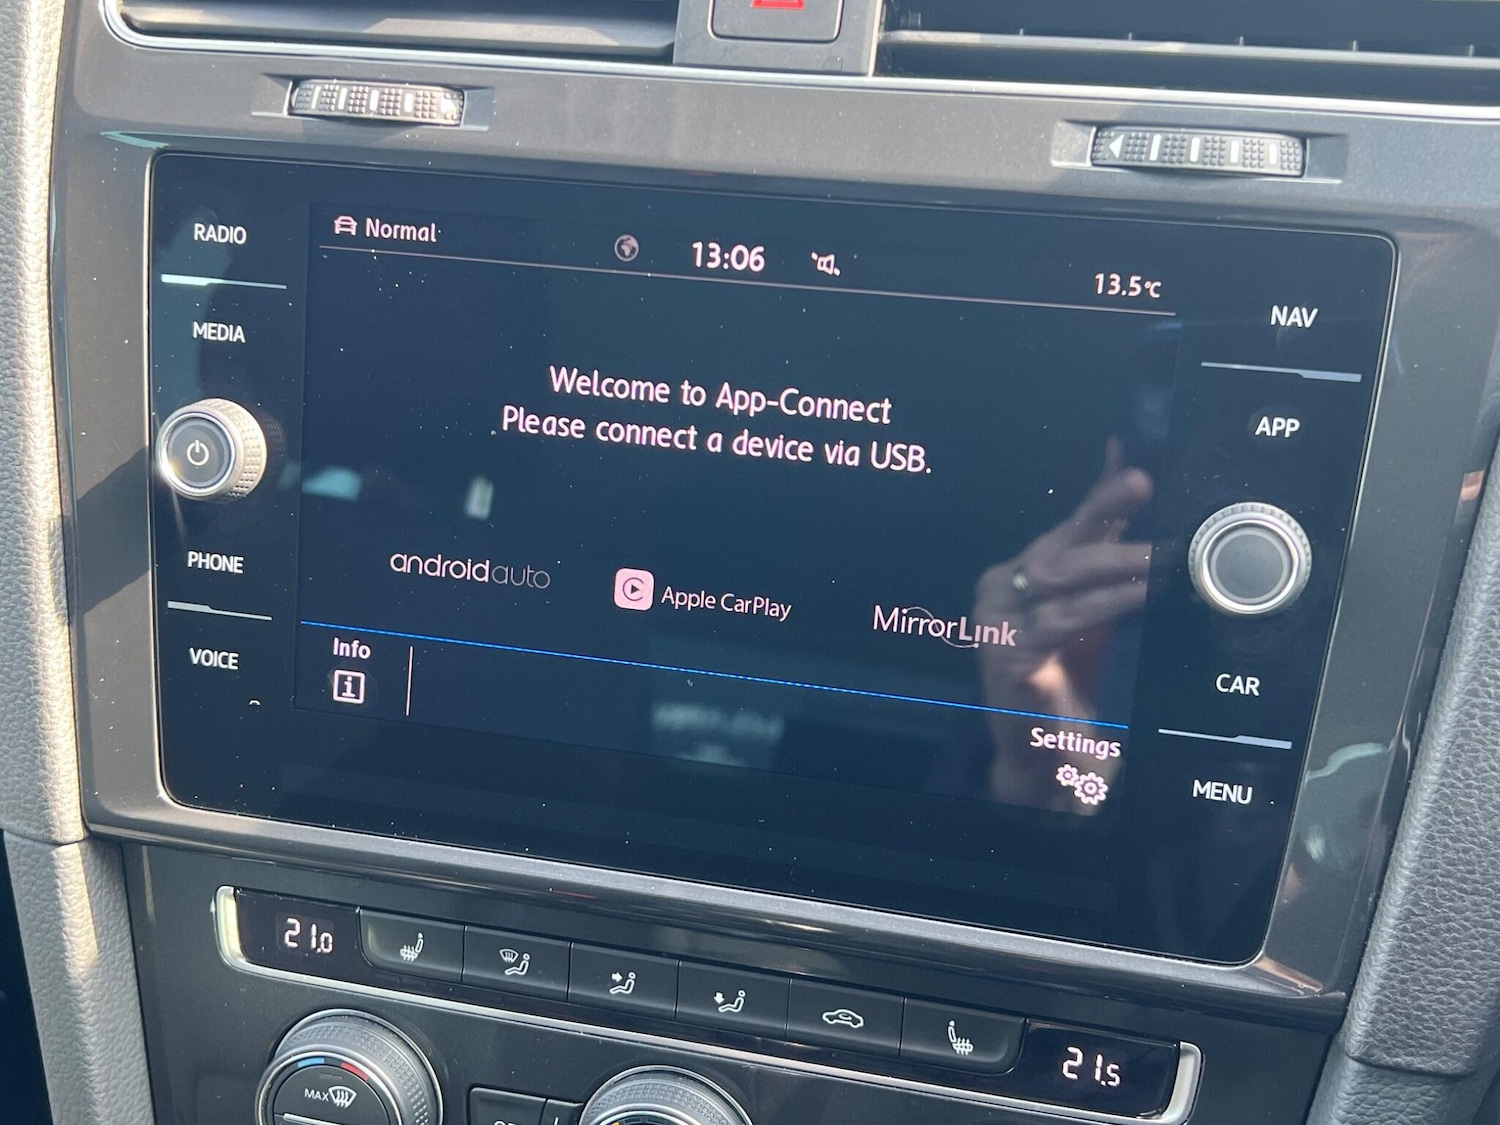 RADIO
MEDIA
PHONE
VOICE
Normal
13:06
13.5°C
Welcome to App-Connect
Please connect a device via USB.
androidauto
Apple CarPlay
MirrorLink
Info
i
Settings
NAV
APP
CAR
MENU
21.0
21.5
MAX